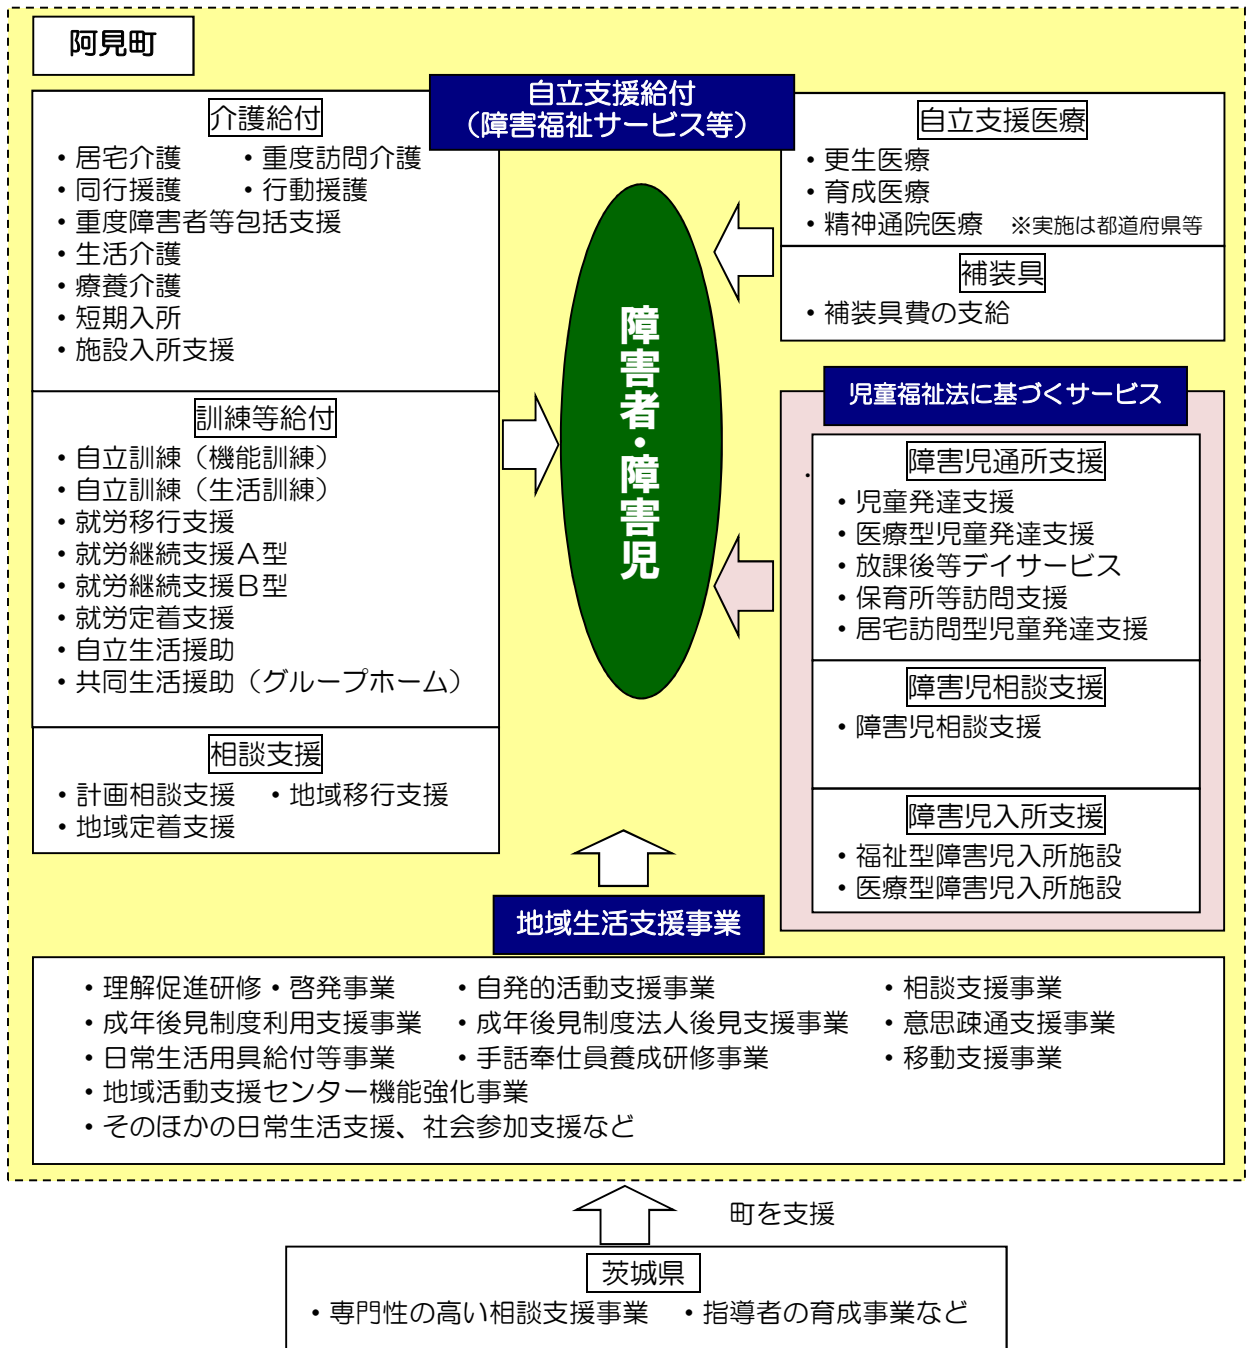 阿見町
自立支援給付
（障害福祉サービス等）
介護給付
・居宅介護　・重度訪問介護
・同行援護　・行動援護
・重度障害者等包括支援
・生活介護
・療養介護
・短期入所
・施設入所支援
訓練等給付
・自立訓練（機能訓練）
・自立訓練（生活訓練）
・就労移行支援
・就労継続支援Ａ型
・就労継続支援Ｂ型
・就労定着支援
・自立生活援助
・共同生活援助（グループホーム）
相談支援
・計画相談支援　・地域移行支援
・地域定着支援
障害者・障害児
自立支援医療
・更生医療
・育成医療
・精神通院医療　※実施は都道府県等
補装具
・補装具費の支給
児童福祉法に基づくサービス
障害児通所支援
・児童発達支援
・医療型児童発達支援
・放課後等デイサービス
・保育所等訪問支援
・居宅訪問型児童発達支援
障害児相談支援
・障害児相談支援
障害児入所支援
・福祉型障害児入所施設
・医療型障害児入所施設
地域生活支援事業
・理解促進研修・啓発事業　・自発的活動支援事業　・相談支援事業
・成年後見制度利用支援事業　・成年後見制度法人後見支援事業　・意思疎通支援事業
・日常生活用具給付等事業　・手話奉仕員養成研修事業　・移動支援事業
・地域活動支援センター機能強化事業
・そのほかの日常生活支援、社会参加支援など
町を支援
茨城県
・専門性の高い相談支援事業　・指導者の育成事業など